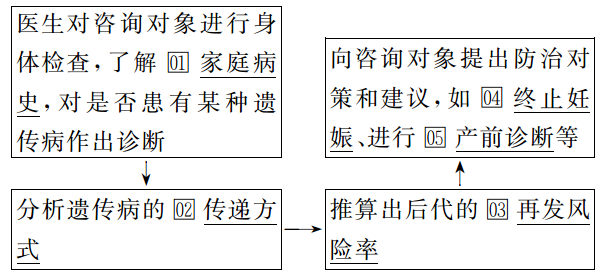 医生对咨询对象进行身
体检查,了解 01 家庭病
史,对是否患有某种遗
传病作出诊断
分析遗传病的 02 传递方
式
推算出后代的 03 再发风
险率
向咨询对象提出防治对
策和建议,如 04 终止妊
娠、进行 05 产前诊断等